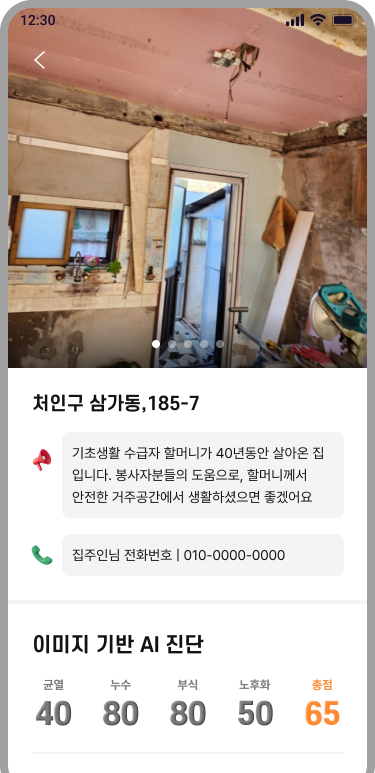 12:30
처인구 삼가동,185-7
기초생활 수급자 할머니가 40년동안 살아온 집
입니다. 봉사자분들의 도움으로, 할머니께서
안전한 거주공간에서 생활하셨으면 좋겠어요
집주인님 전화번호 | 010-0000-0000
이미지 기반 AI 진단
균열 누수 부식 노후화 총점
40 80 80 50 65